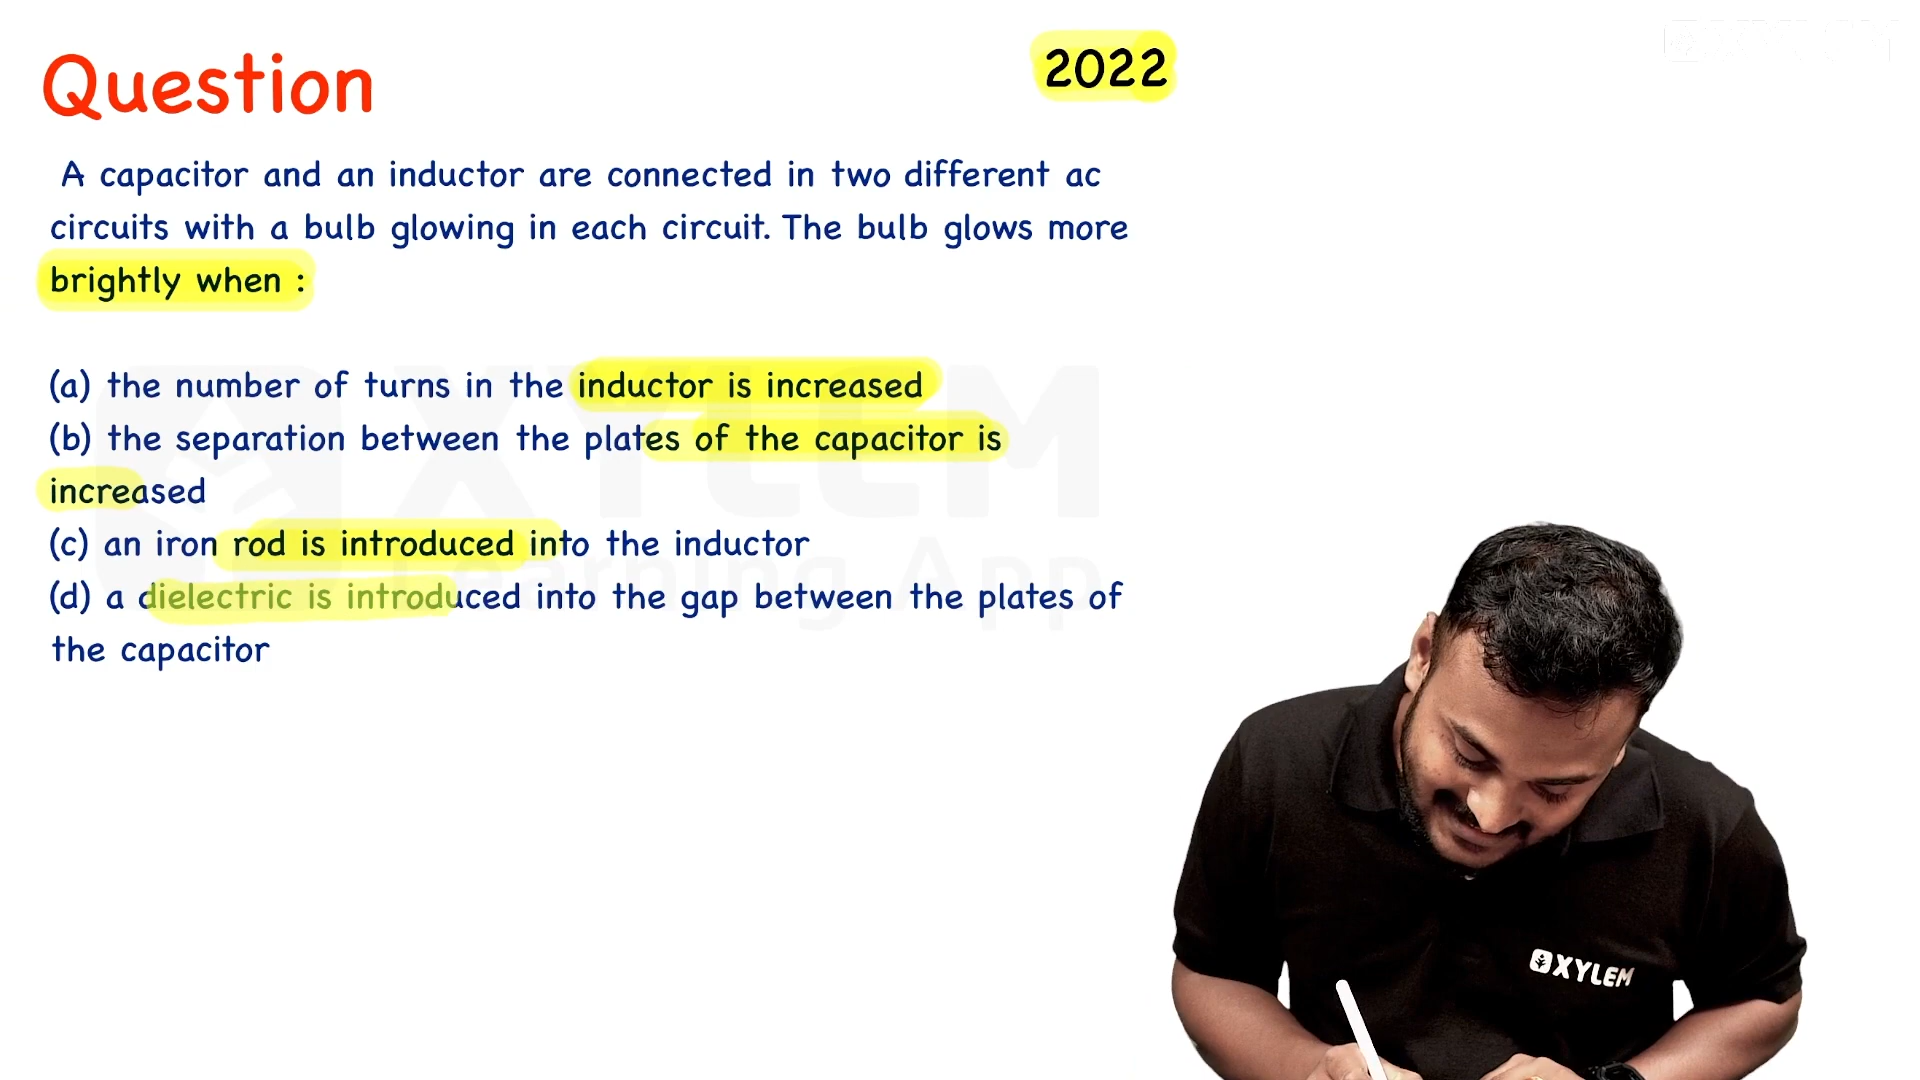 Question
2022
A capacitor and an inductor are connected in two different ac
circuits with a bulb glowing in each circuit. The bulb glows more
brightly when :
(a) the number of turns in the inductor is increased
(b) the separation between the plates of the capacitor is
increased
(c) an iron rod is introduced into the inductor
(d) a dielectric is introduced into the gap between the plates of
the capacitor
XYLEM
Learning App
XYLEM